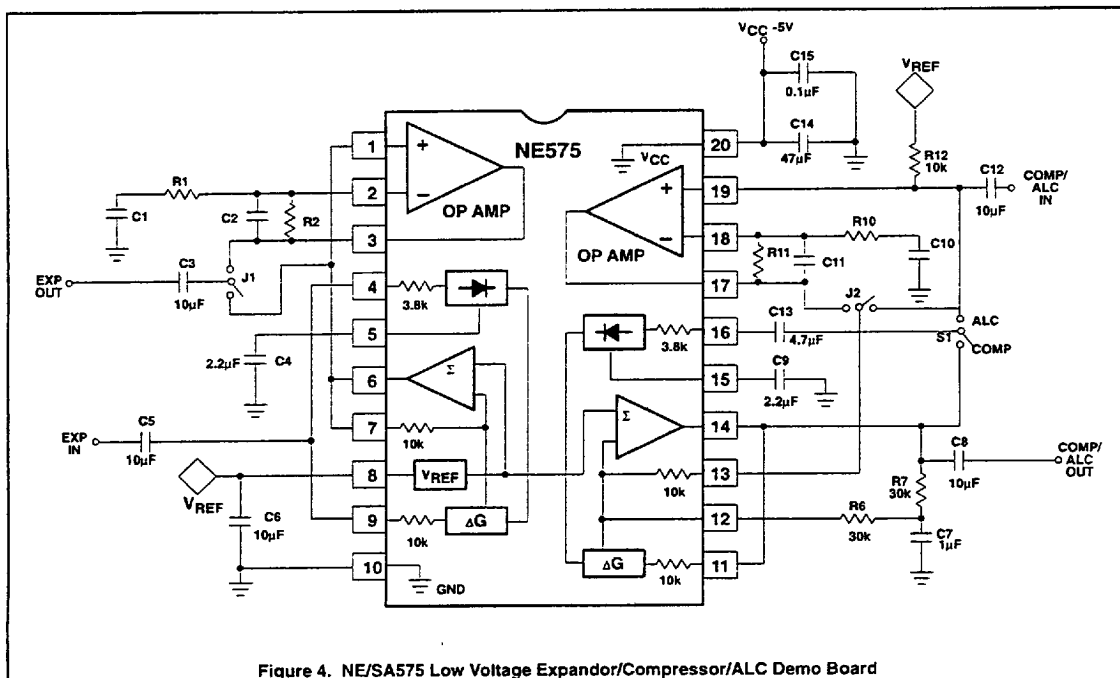 VCC -5V
C15
0.1µF
VREF
C14
47µF
R12
10k
C12
10µF
COMP/
ALC
IN
NE575
VCC
1
2
3
4
5
6
7
8
9
10
20
19
18
17
16
15
14
13
12
11
+
−
OP AMP
+
−
OP AMP
R1
C1
C2
R2
C3
10µF
EXP
OUT
J1
3.8k
2.2µF
C4
Σ
10k
C5
10µF
EXP
IN
VREF
VREF
C6
10µF
10k
ΔG
GND
R10
R11
C11
C10
J2
C13
4.7µF
ALC
S1
COMP
3.8k
C9
2.2µF
Σ
C8
10µF
COMP/
ALC
OUT
R7
30k
10k
R6
30k
C7
1µF
ΔG
10k
Figure 4. NE/SA575 Low Voltage Expandor/Compressor/ALC Demo Board